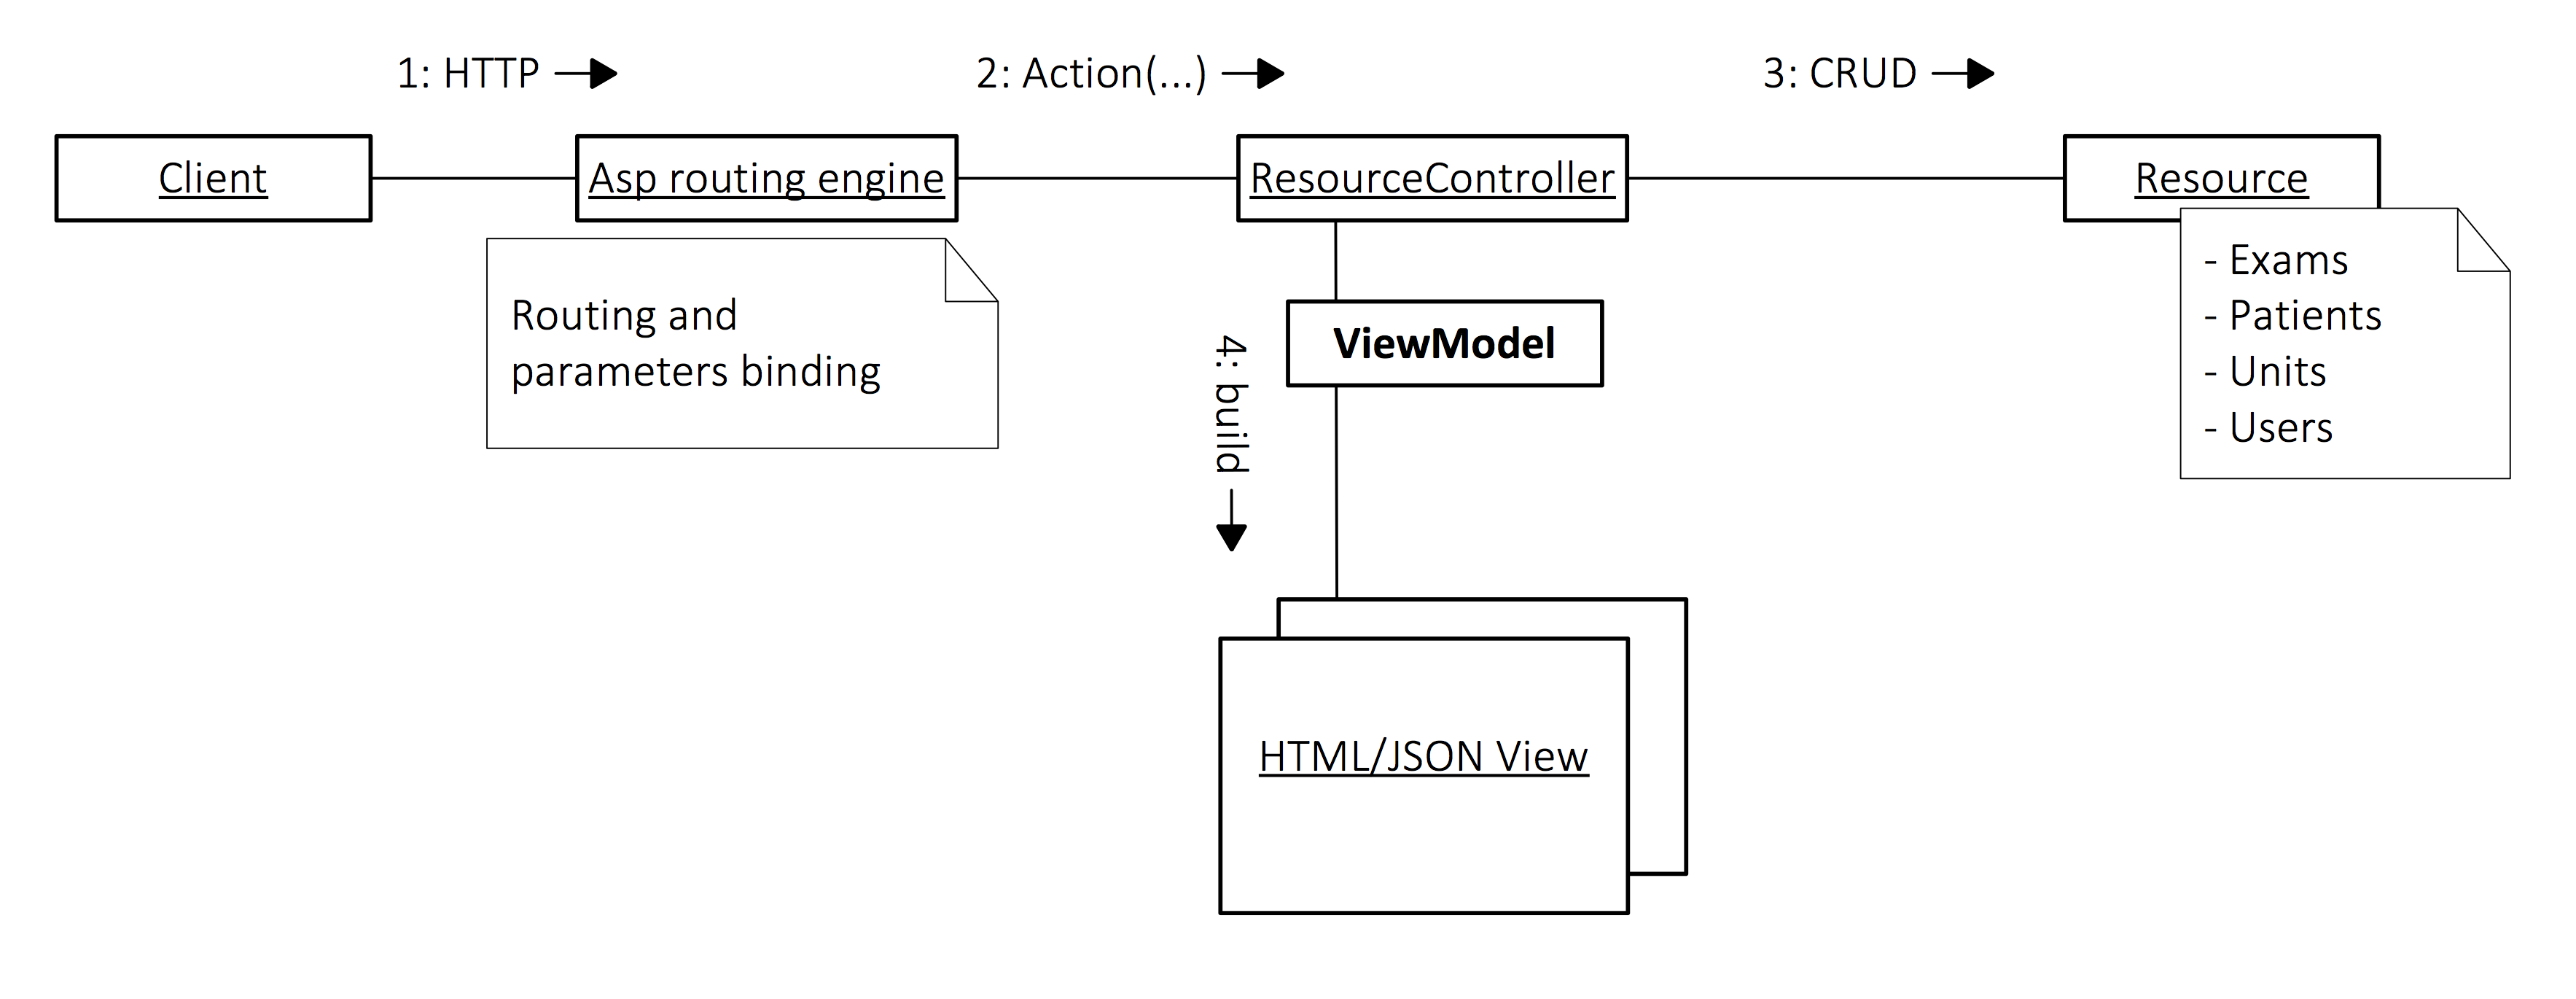 1: HTTP
2: Action(...)
3: CRUD
Client
Asp routing engine
ResourceController
Resource
Routing and
parameters binding
- Exams
- Patients
- Units
- Users
ViewModel
4: build
HTML/JSON View